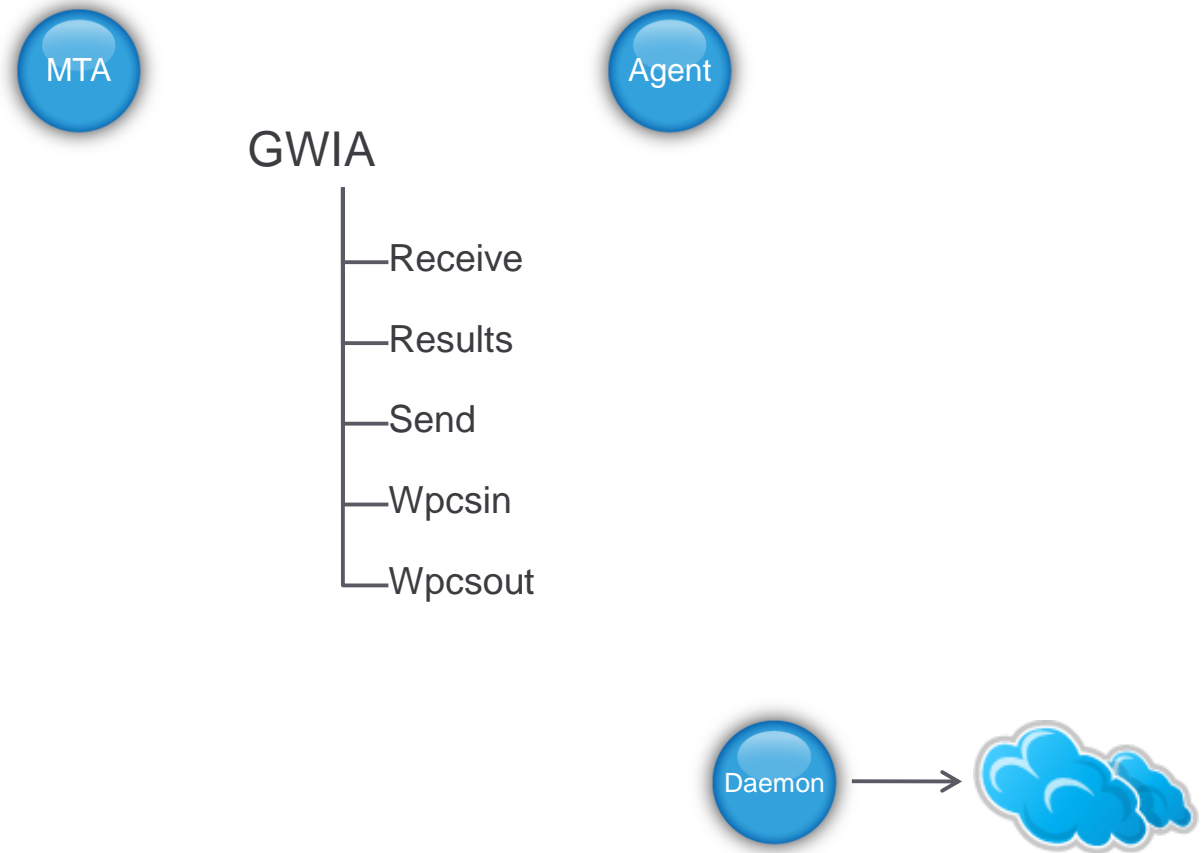 MTA
Agent
GWIA
Receive
Results
Send
Wpcsin
Wpcsout
Daemon